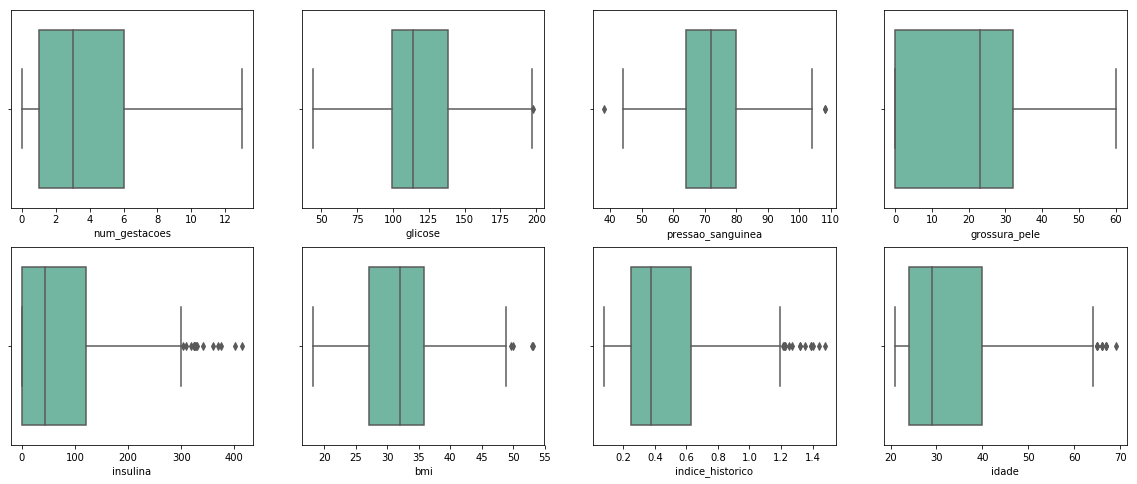 0 2 4 6 8 10 12
num_gestacoes
50 75 100 125 150 175 200
glicose
40 50 60 70 80 90 100 110
pressao_sanguinea
0 10 20 30 40 50 60
grossura_pele
0 100 200 300 400
insulina
20 25 30 35 40 45 50 55
bmi
0.2 0.4 0.6 0.8 1.0 1.2 1.4
indice_historico
20 30 40 50 60 70
idade